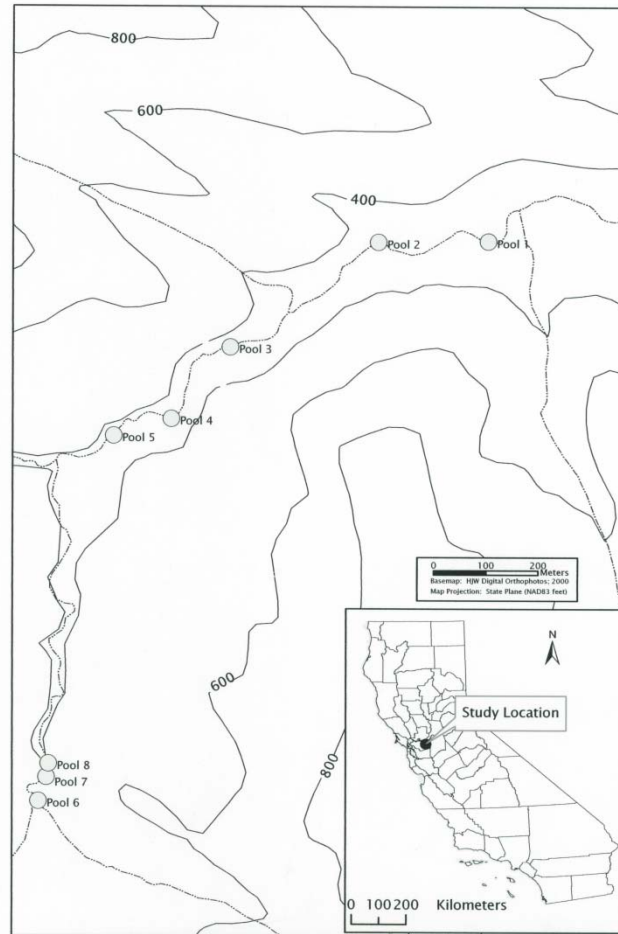 800
600
400
Pool 2
Pool 1
Pool 3
Pool 4
Pool 5
0 100 200
Meters
Basemap: HJW Digital Orthophotos; 2000
Map Projection: State Plane (NAD83 feet)
N
Study Location
600
800
Pool 8
Pool 7
Pool 6
0 100200 Kilometers